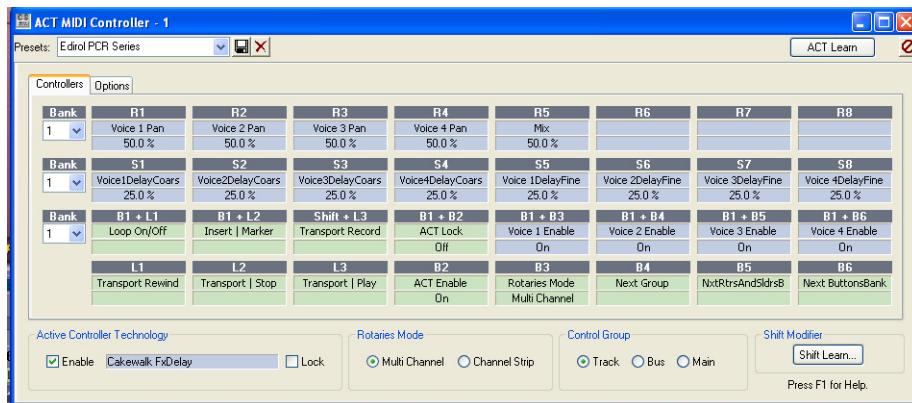 ACT MIDI Controller - 1
Presets: Edirol PCR Series ACT Learn
Controllers Options
Bank R1 R2 R3 R4 R5 R6 R7 R8
1 Voice 1 Pan Voice 2 Pan Voice 3 Pan Voice 4 Pan Mix
50.0 % 50.0 % 50.0 % 50.0 % 50.0 %
Bank S1 S2 S3 S4 S5 S6 S7 S8
1 Voice1DelayCoars Voice2DelayCoars Voice3DelayCoars Voice4DelayCoars Voice 1DelayFine Voice 2DelayFine Voice 3DelayFine Voice 4DelayFine
25.0 % 25.0 % 25.0 % 25.0 % 25.0 % 25.0 % 25.0 % 25.0 %
Bank B1 + L1 B1 + L2 Shift + L3 B1 + B2 B1 + B3 B1 + B4 B1 + B5 B1 + B6
1 Loop On/Off Insert | Marker Transport Record ACT Lock Voice 1 Enable Voice 2 Enable Voice 3 Enable Voice 4 Enable
Off On On On On
L1 L2 L3 B2 B3 B4 B5 B6
Transport Rewind Transport | Stop Transport | Play ACT Enable Rotaries Mode Next Group NxtRtrsAndSldrsB Next ButtonsBank
On Multi Channel
Active Controller Technology Rotaries Mode Control Group Shift Modifier
Enable Cakewalk FxDelay Lock Multi Channel Channel Strip Track Bus Main Shift Learn...
Press F1 for Help.